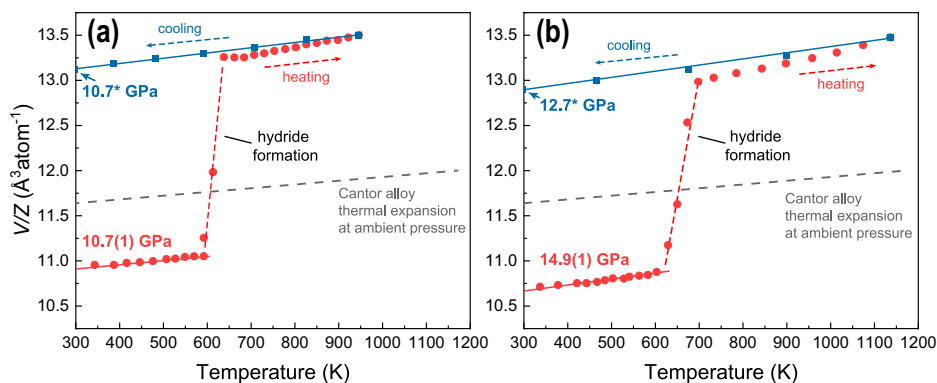 (a)
cooling
heating
10.7* GPa
hydride
formation
Cantor alloy
thermal expansion
at ambient pressure
10.7(1) GPa
V/Z (Å³atom⁻¹)
13.5
13.0
12.5
12.0
11.5
11.0
10.5
300 400 500 600 700 800 900 1000 1100 1200
Temperature (K)
(b)
cooling
heating
12.7* GPa
hydride
formation
Cantor alloy
thermal expansion
at ambient pressure
14.9(1) GPa
13.5
13.0
12.5
12.0
11.5
11.0
10.5
300 400 500 600 700 800 900 1000 1100 1200
Temperature (K)